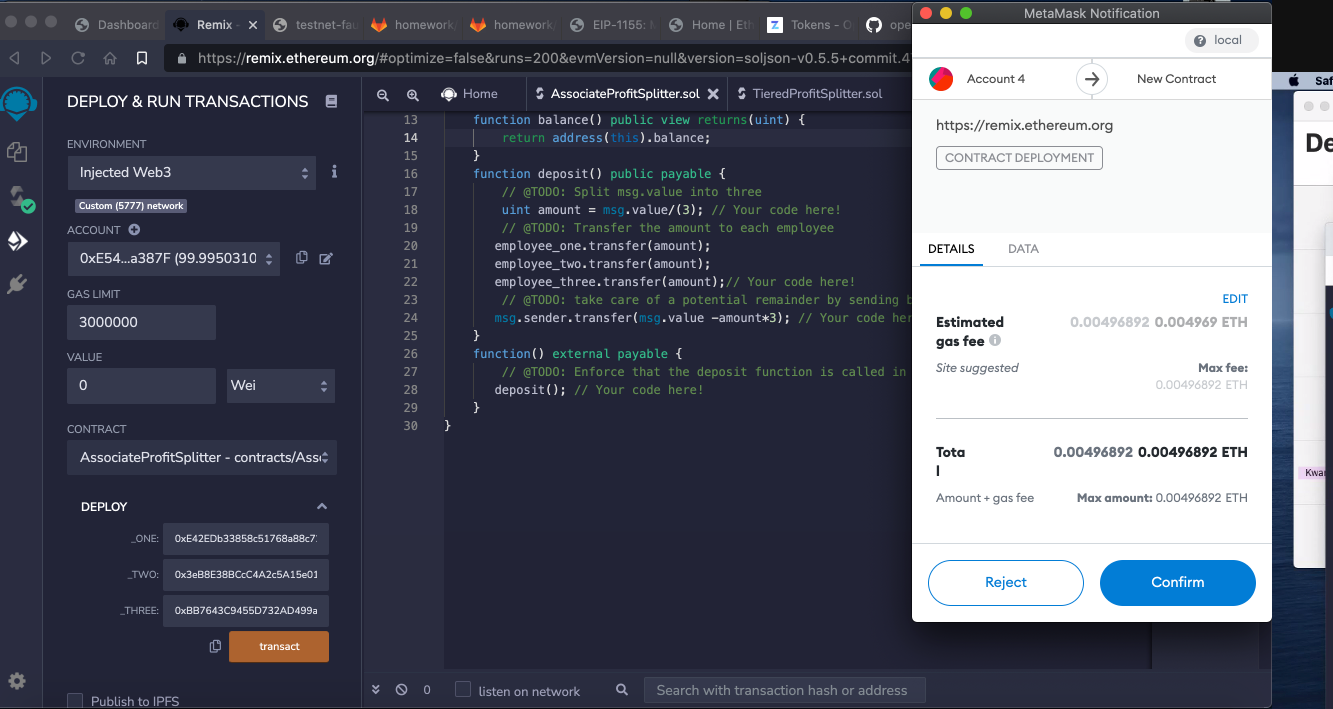 Dashboard
Remix -
testnet-fau
homework/
homework/
EIP-1155: M
Home | Eth
Tokens - O
ope
https://remix.ethereum.org/#optimize=false&runs=200&evmVersion=null&version=soljson-v0.5.5+commit.47
DEPLOY & RUN TRANSACTIONS
ENVIRONMENT
Injected Web3
i
Custom (5777) network
ACCOUNT
0xE54...a387F (99.9950310
GAS LIMIT
3000000
VALUE
0
Wei
CONTRACT
AssociateProfitSplitter - contracts/Asso
DEPLOY
_ONE:
0xE42EDb33858c51768a88c7
_TWO:
0x3eB8E38BCcC4A2c5A15e01
_THREE:
0xBB7643C9455D732AD499a
transact
Publish to IPFS
Home
AssociateProfitSplitter.sol
TieredProfitSplitter.sol
13 function balance() public view returns(uint) {
14 return address(this).balance;
15 }
16 function deposit() public payable {
17 // @TODO: Split msg.value into three
18 uint amount = msg.value/(3); // Your code here!
19 // @TODO: Transfer the amount to each employee
20 employee_one.transfer(amount);
21 employee_two.transfer(amount);
22 employee_three.transfer(amount);// Your code here!
23 // @TODO: take care of a potential remainder by sending b
24 msg.sender.transfer(msg.value -amount*3); // Your code her
25 }
26 function() external payable {
27 // @TODO: Enforce that the deposit function is called in
28 deposit(); // Your code here!
29 }
30 }
0
listen on network
Search with transaction hash or address
MetaMask Notification
? local
Account 4
New Contract
https://remix.ethereum.org
CONTRACT DEPLOYMENT
DETAILS
DATA
EDIT
Estimated
gas fee
0.00496892 0.004969 ETH
Site suggested
Max fee:
0.00496892 ETH
Tota
l
0.00496892 0.00496892 ETH
Amount + gas fee
Max amount: 0.00496892 ETH
Reject
Confirm
Saf
De
Kwar